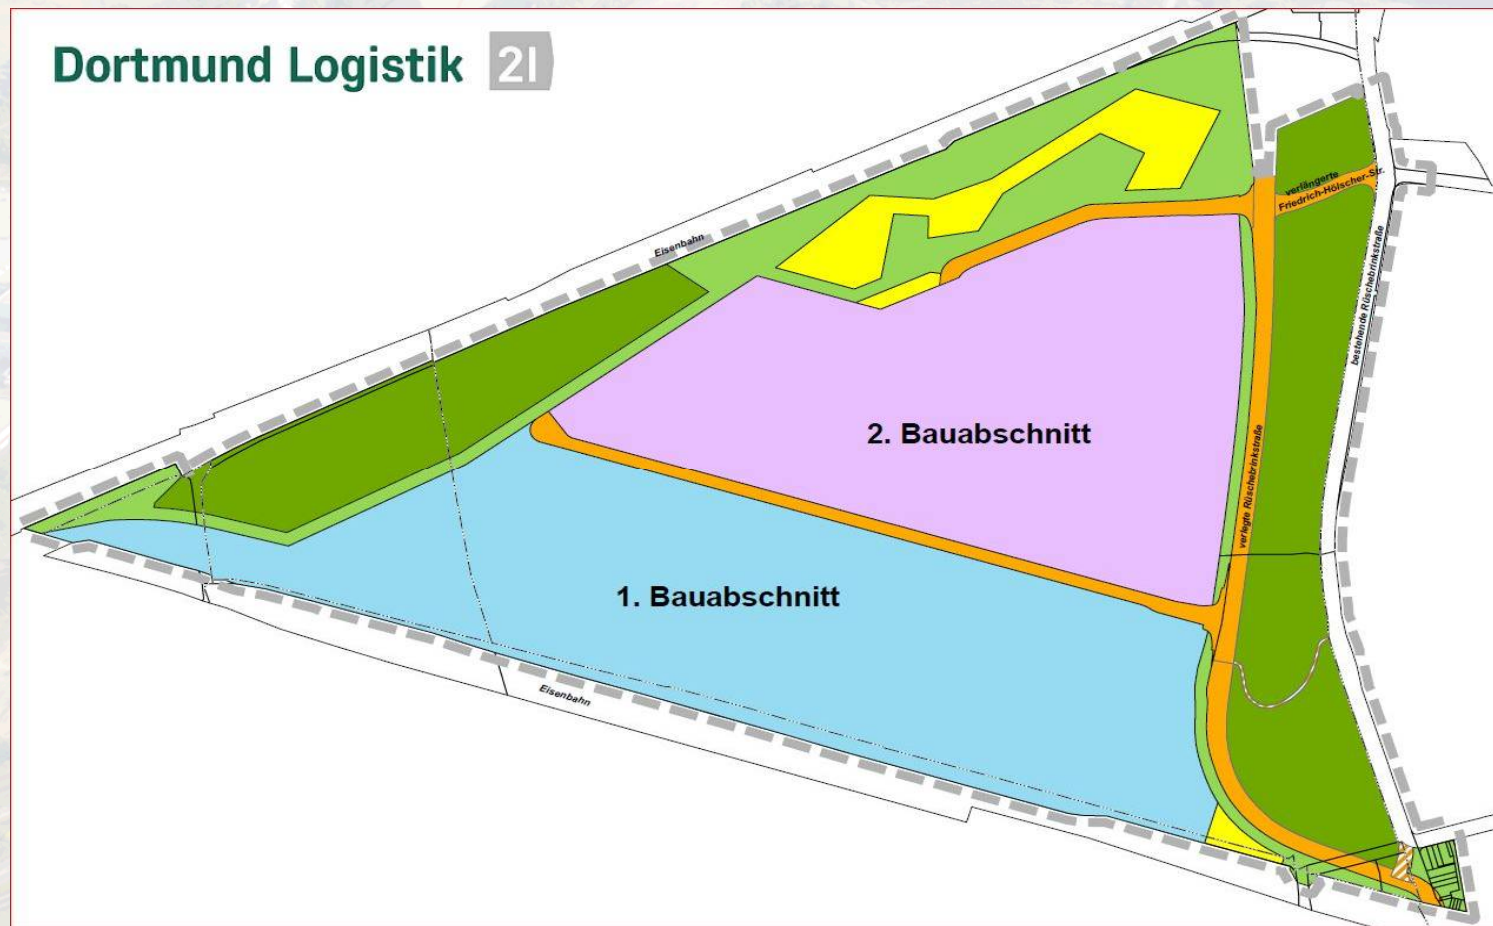 Dortmund Logistik 21
verlängerte
Friedrich-Hölscher-Str.
Eisenbahn
bestehende Rüschebrinkstraße
2. Bauabschnitt
verlegte Rüschebrinkstraße
1. Bauabschnitt
Eisenbahn